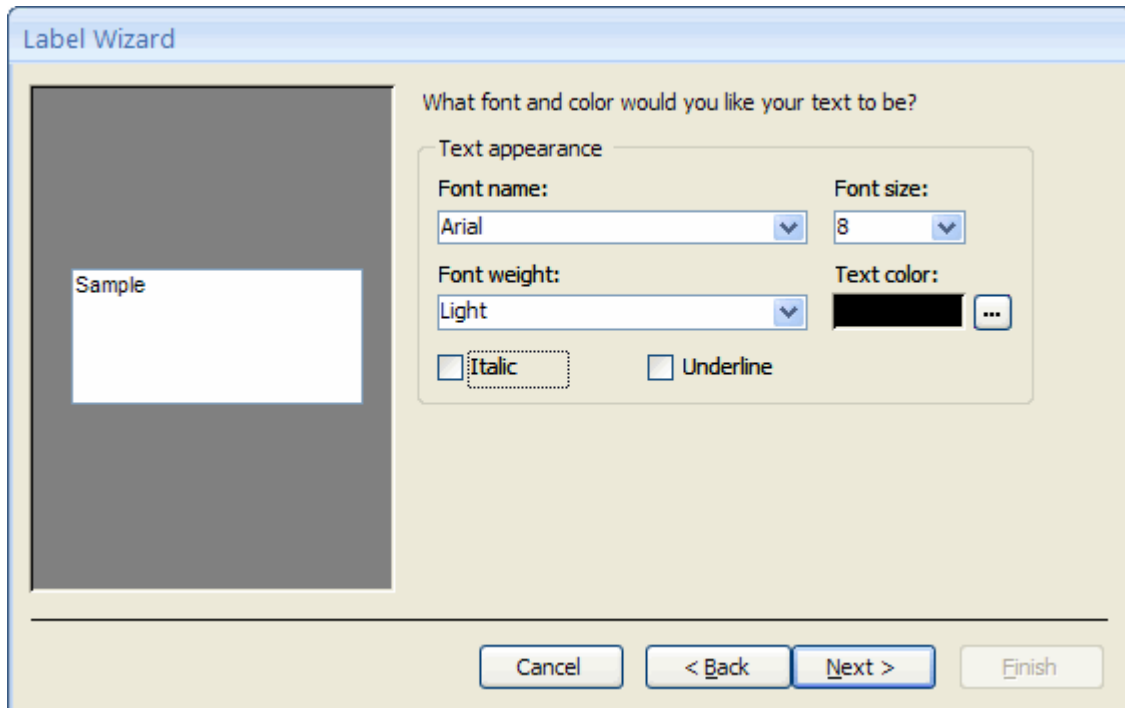 Label Wizard
What font and color would you like your text to be?
Text appearance
Font name: Font size:
Arial 8
Sample
Font weight: Text color:
Light ...
Italic Underline
Cancel < Back Next > Finish